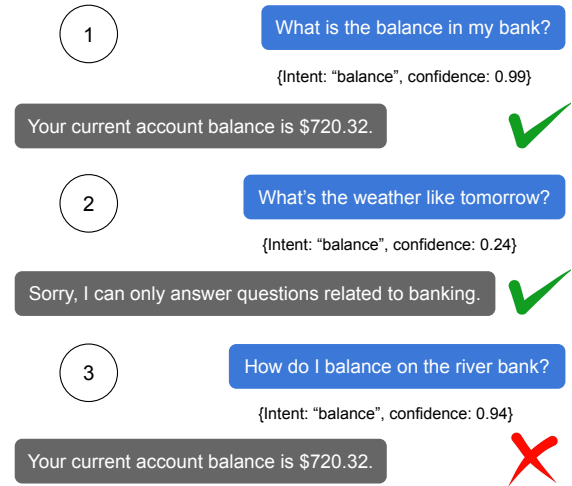 1
What is the balance in my bank?
{Intent: “balance”, confidence: 0.99}
Your current account balance is $720.32.
2
What’s the weather like tomorrow?
{Intent: “balance”, confidence: 0.24}
Sorry, I can only answer questions related to banking.
3
How do I balance on the river bank?
{Intent: “balance”, confidence: 0.94}
Your current account balance is $720.32.